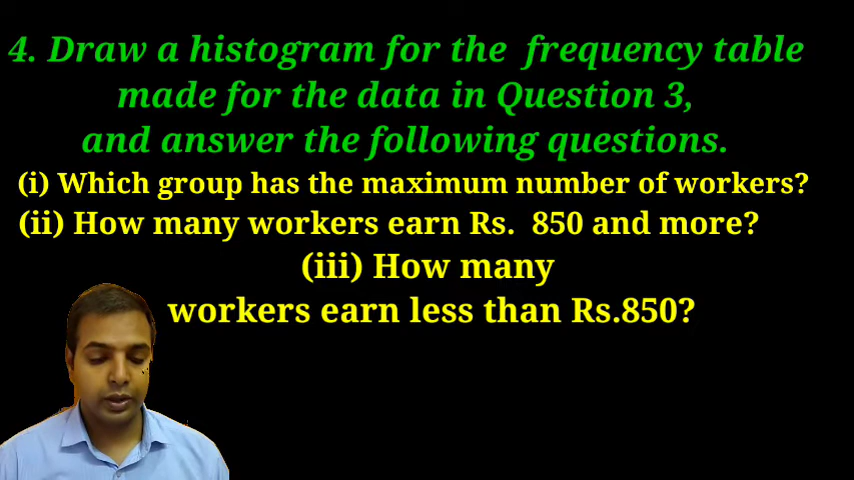 4. Draw a histogram for the frequency table
made for the data in Question 3,
and answer the following questions.
(i) Which group has the maximum number of workers?
(ii) How many workers earn Rs. 850 and more?
(iii) How many
workers earn less than Rs.850?